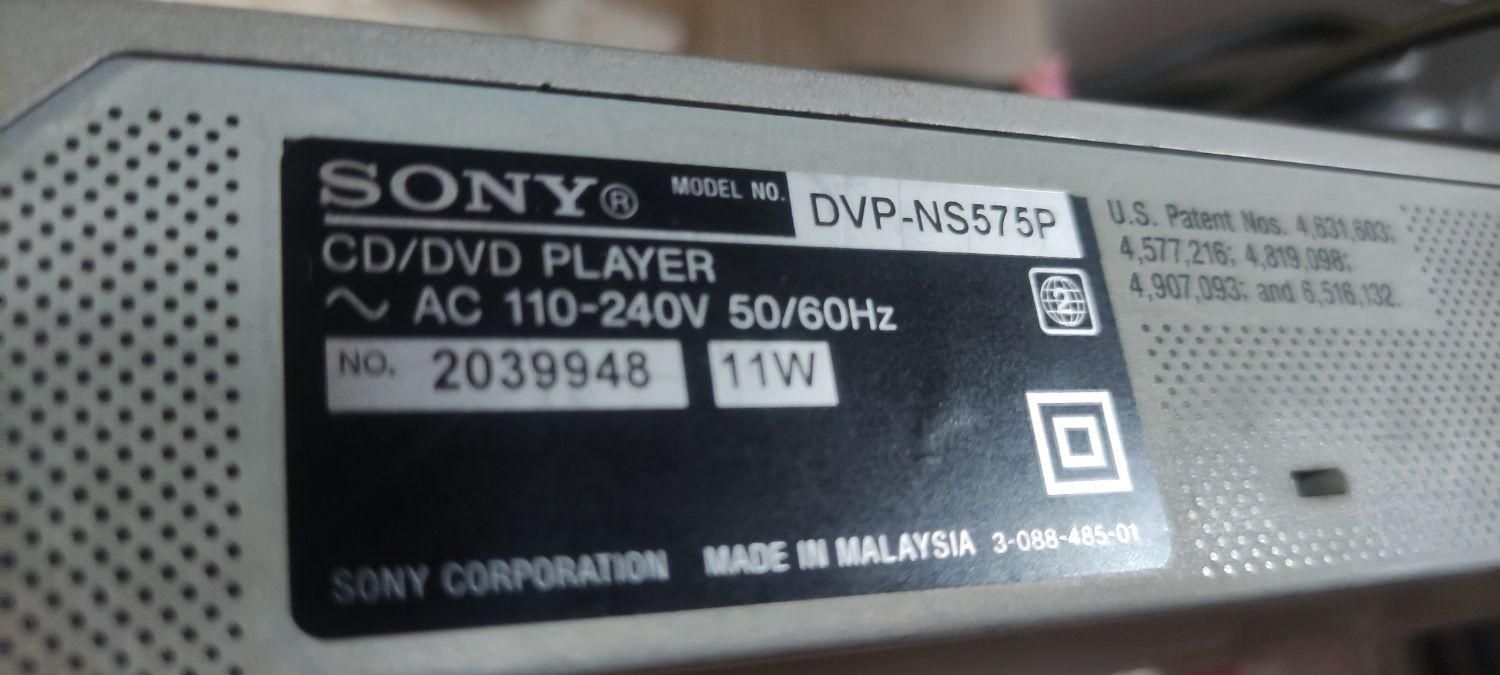 SONY® MODEL NO. DVP-NS575P
CD/DVD PLAYER
~ AC 110-240V 50/60Hz
2
NO. 2039948 11W
SONY CORPORATION MADE IN MALAYSIA 3-088-485-01
U.S. Patent Nos. 4,631,603;
4,577,216; 4,819,098;
4,907,093; and 6,516,132.